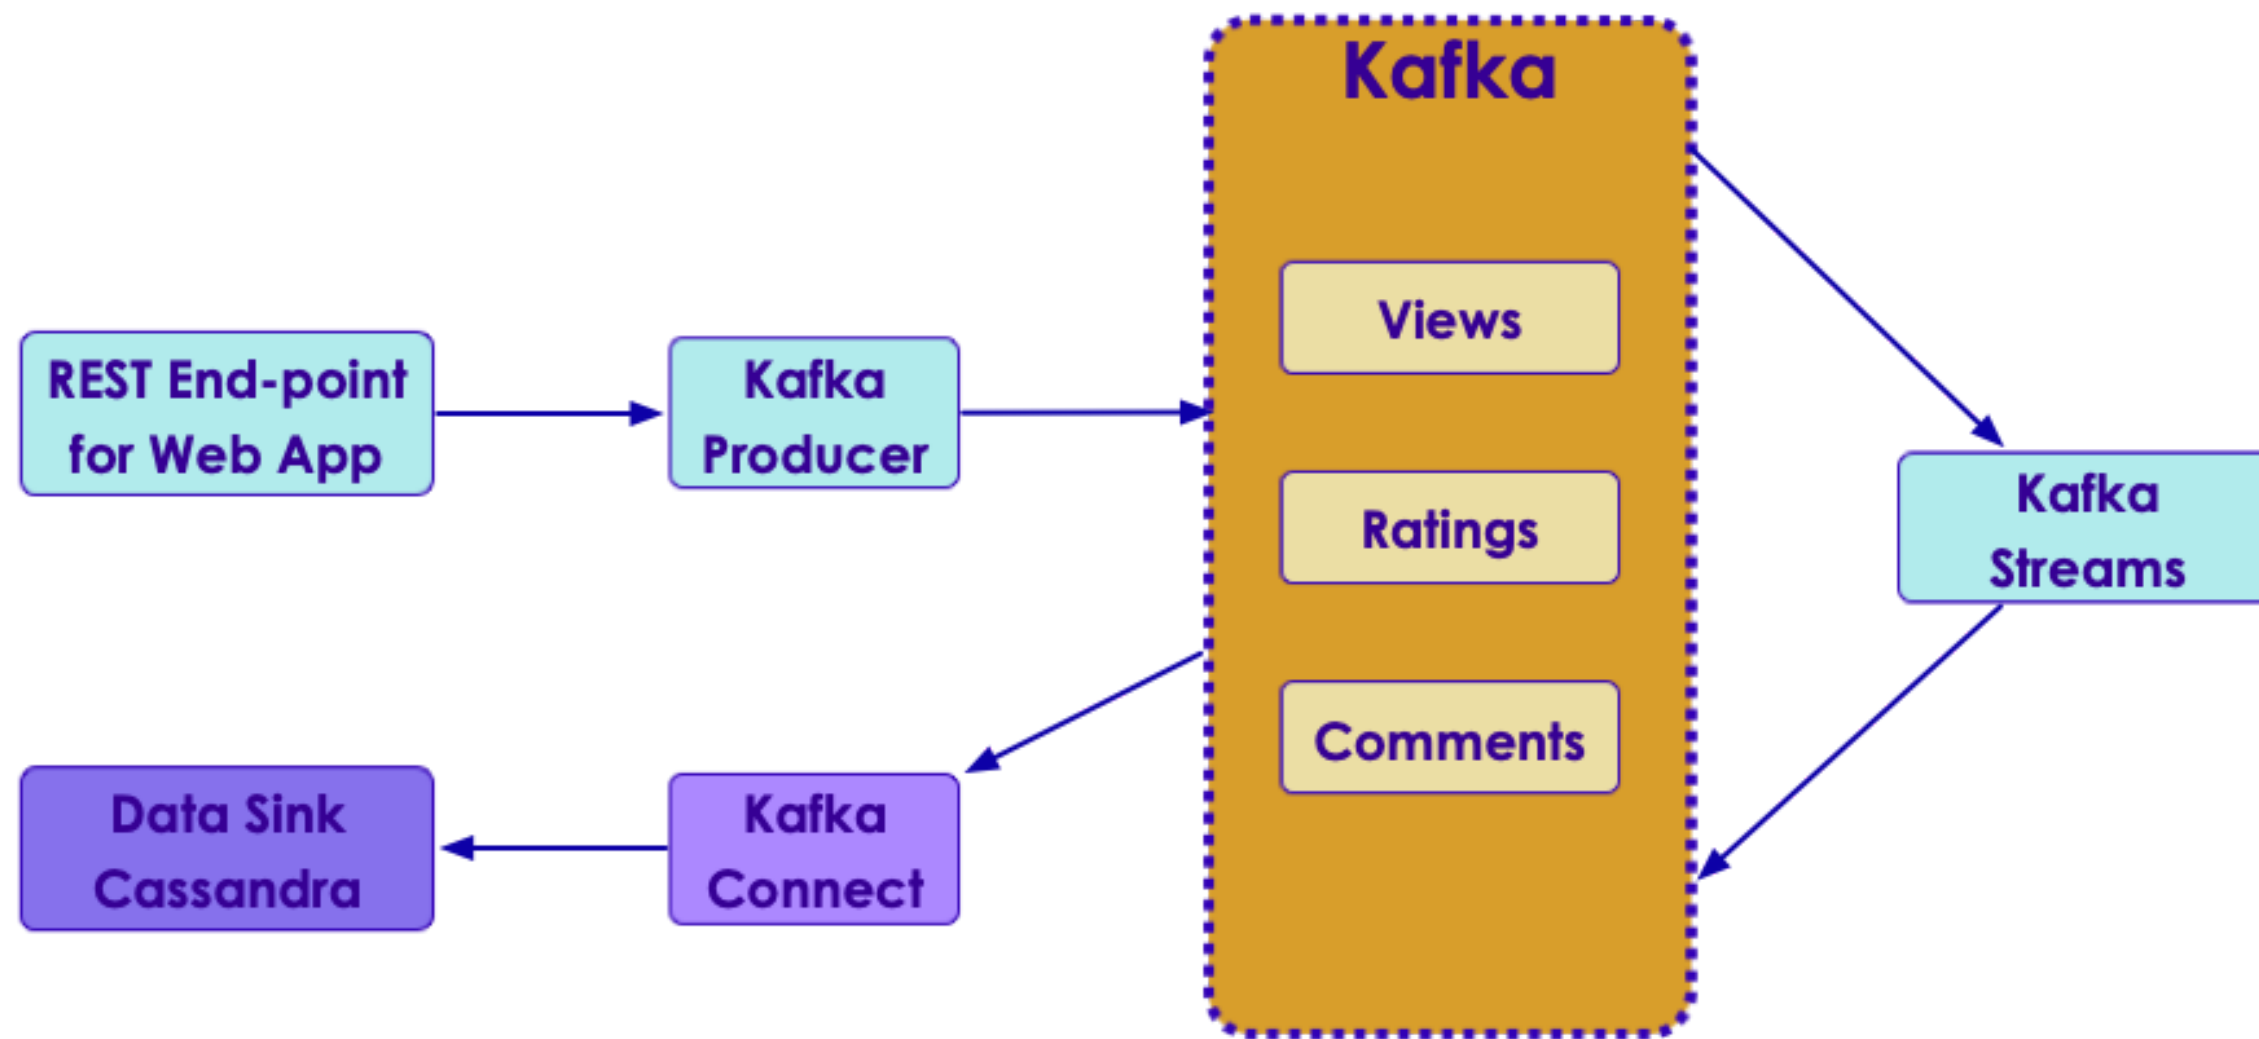 Kafka
Views
REST End-point
for Web App
Kafka
Producer
Ratings
Kafka
Streams
Comments
Data Sink
Cassandra
Kafka
Connect